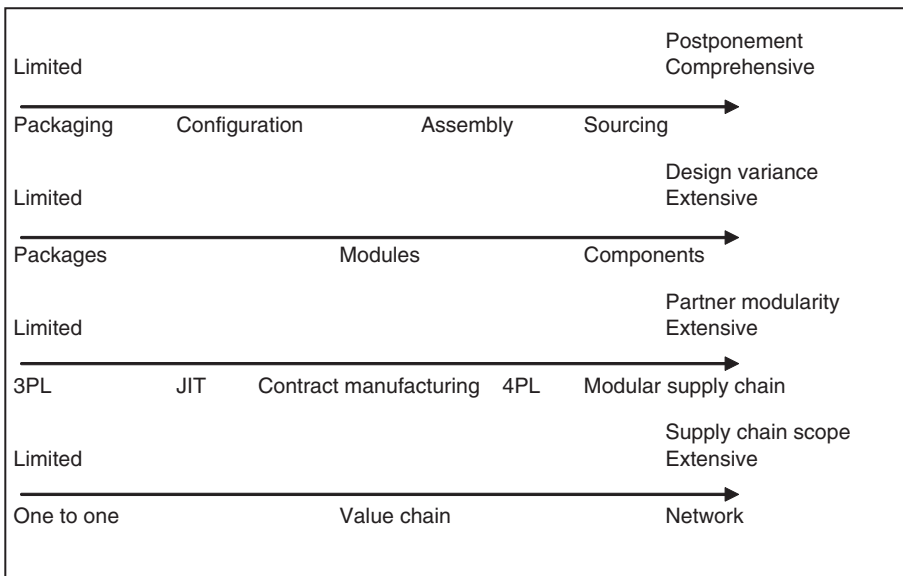 Postponement
Limited Comprehensive
Packaging Configuration Assembly Sourcing
Design variance
Limited Extensive
Packages Modules Components
Partner modularity
Limited Extensive
3PL JIT Contract manufacturing 4PL Modular supply chain
Supply chain scope
Limited Extensive
One to one Value chain Network